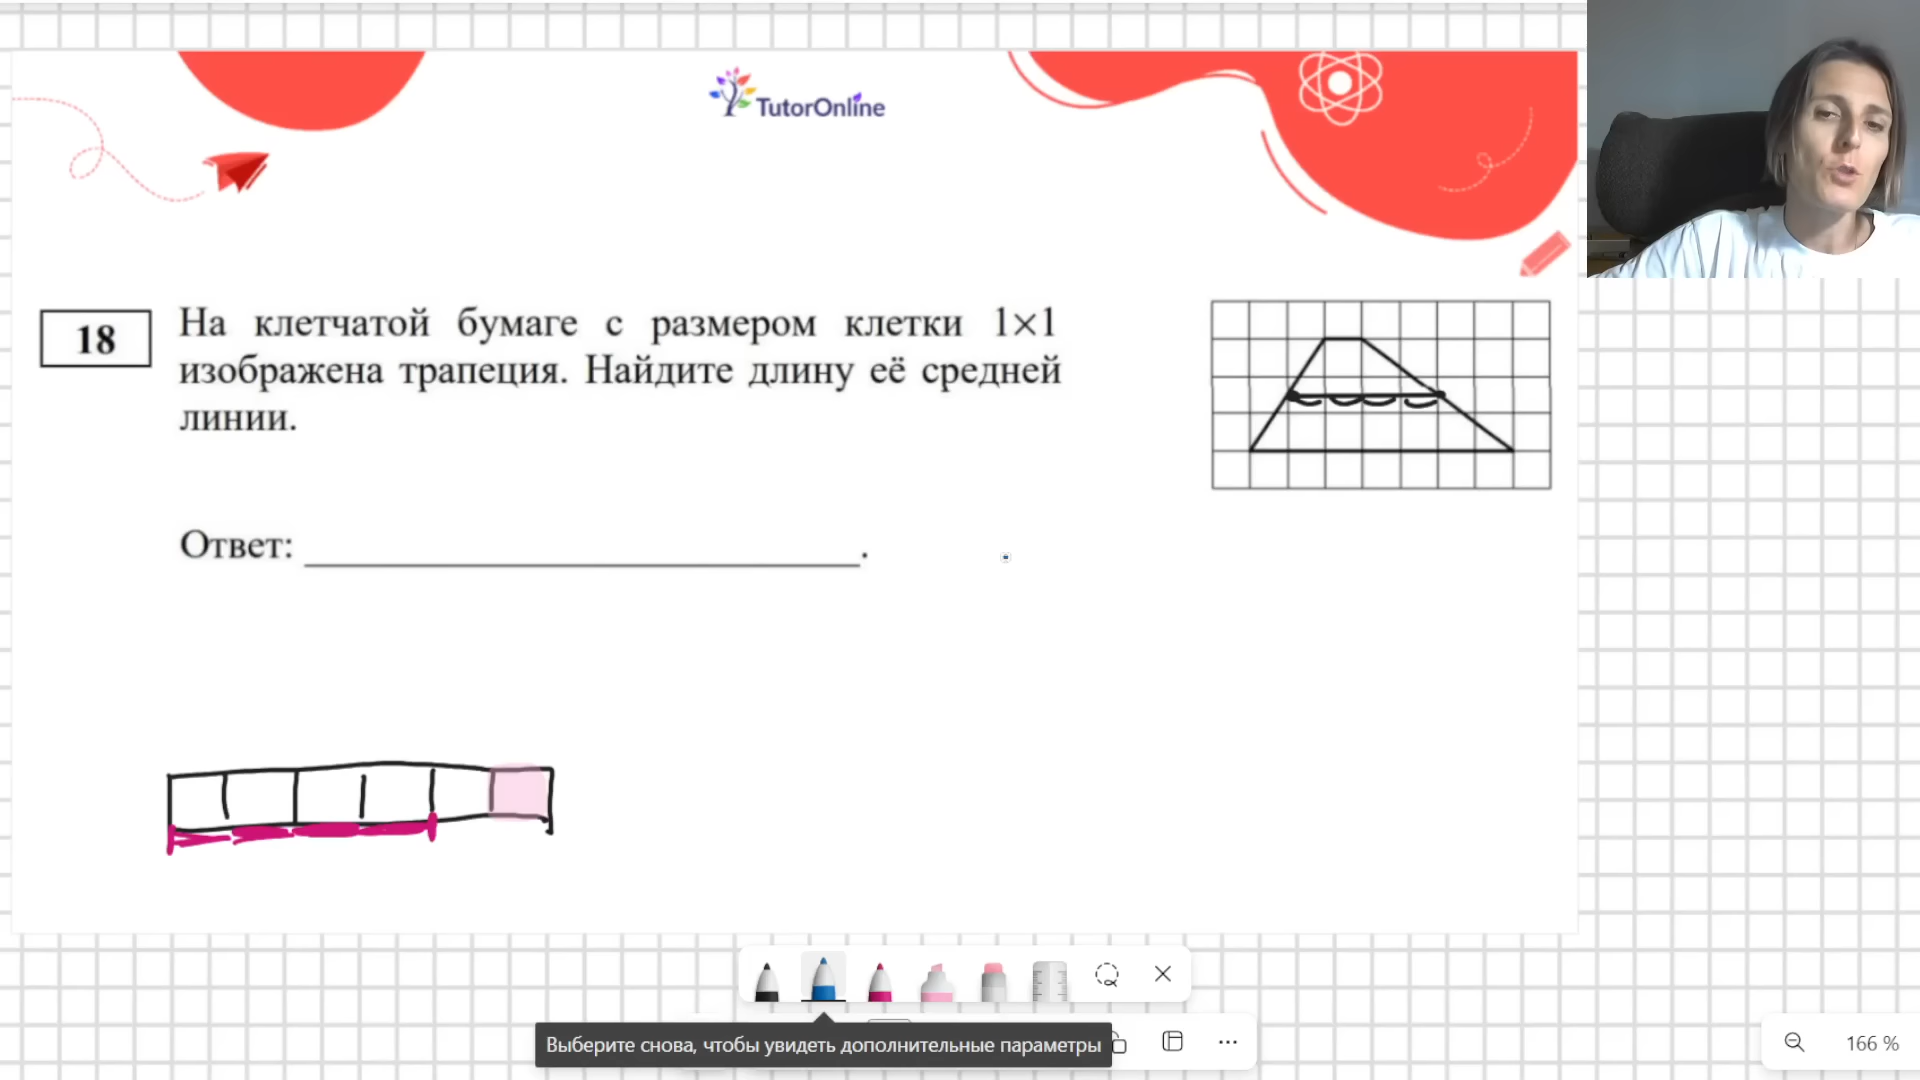 TutorOnline
18
На клетчатой бумаге с размером клетки 1×1
изображена трапеция. Найдите длину её средней
линии.
Ответ: ___.
Выберите снова, чтобы увидеть дополнительные параметры
166 %